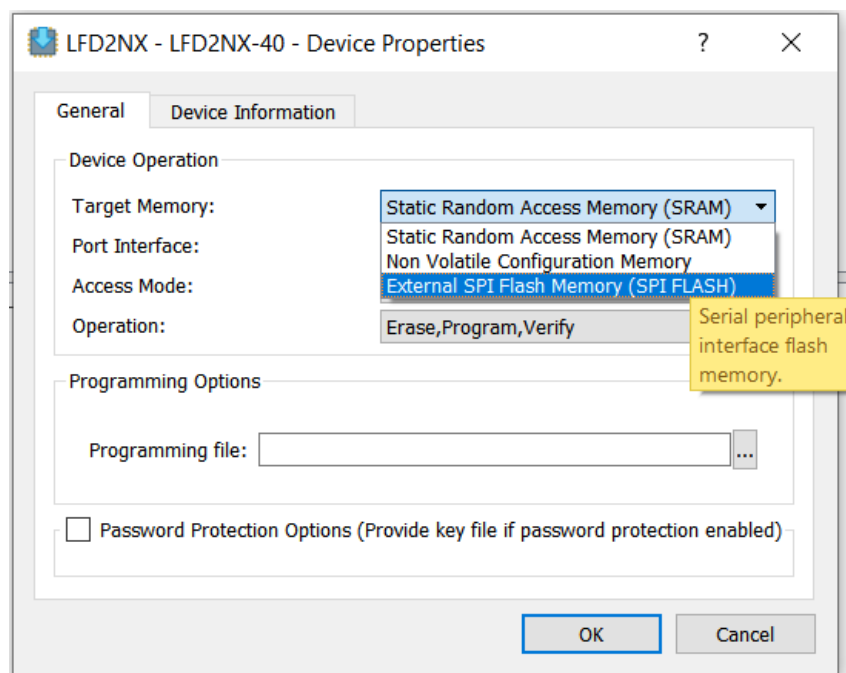 LFD2NX - LFD2NX-40 - Device Properties ?
General Device Information
Device Operation
Target Memory: Static Random Access Memory (SRAM)
Static Random Access Memory (SRAM)
Port Interface:
Non Volatile Configuration Memory
Access Mode: External SPI Flash Memory (SPI FLASH)
Operation: Erase,Program,Verify
Serial peripheral
interface flash
memory.
Programming Options
Programming file: ...
Password Protection Options (Provide key file if password protection enabled)
OK Cancel